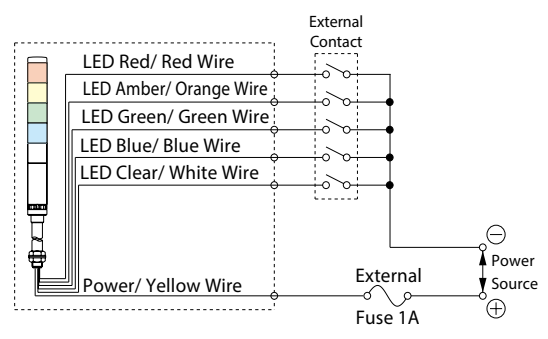 External
Contact
LED Red/ Red Wire
LED Amber/ Orange Wire
LED Green/ Green Wire
LED Blue/ Blue Wire
LED Clear/ White Wire
Power/ Yellow Wire
External
Fuse 1A
−
Power
Source
+